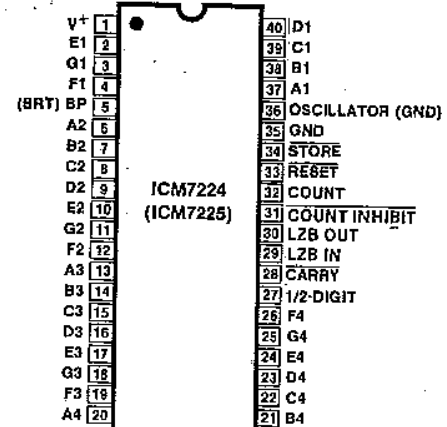 V+ 1
E1 2
G1 3
F1 4
(BRT) BP 5
A2 6
B2 7
C2 8
D2 9
E2 10
G2 11
F2 12
A3 13
B3 14
C3 15
D3 16
E3 17
G3 18
F3 19
A4 20
ICM7224
(ICM7225)
40 D1
39 C1
38 B1
37 A1
36 OSCILLATOR (GND)
35 GND
34 STORE
33 RESET
32 COUNT
31 COUNT INHIBIT
30 LZB OUT
29 LZB IN
28 CARRY
27 1/2-DIGIT
26 F4
25 G4
24 E4
23 D4
22 C4
21 B4